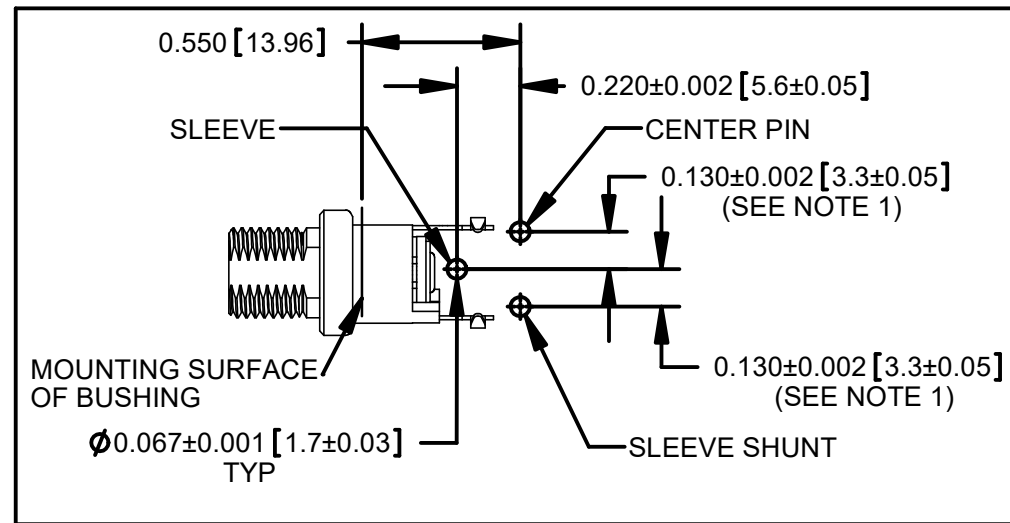 0.550 [13.96]
0.220±0.002 [5.6±0.05]
SLEEVE
CENTER PIN
0.130±0.002 [3.3±0.05]
(SEE NOTE 1)
MOUNTING SURFACE
OF BUSHING
0.130±0.002 [3.3±0.05]
(SEE NOTE 1)
Ø0.067±0.001 [1.7±0.03]
TYP
SLEEVE SHUNT